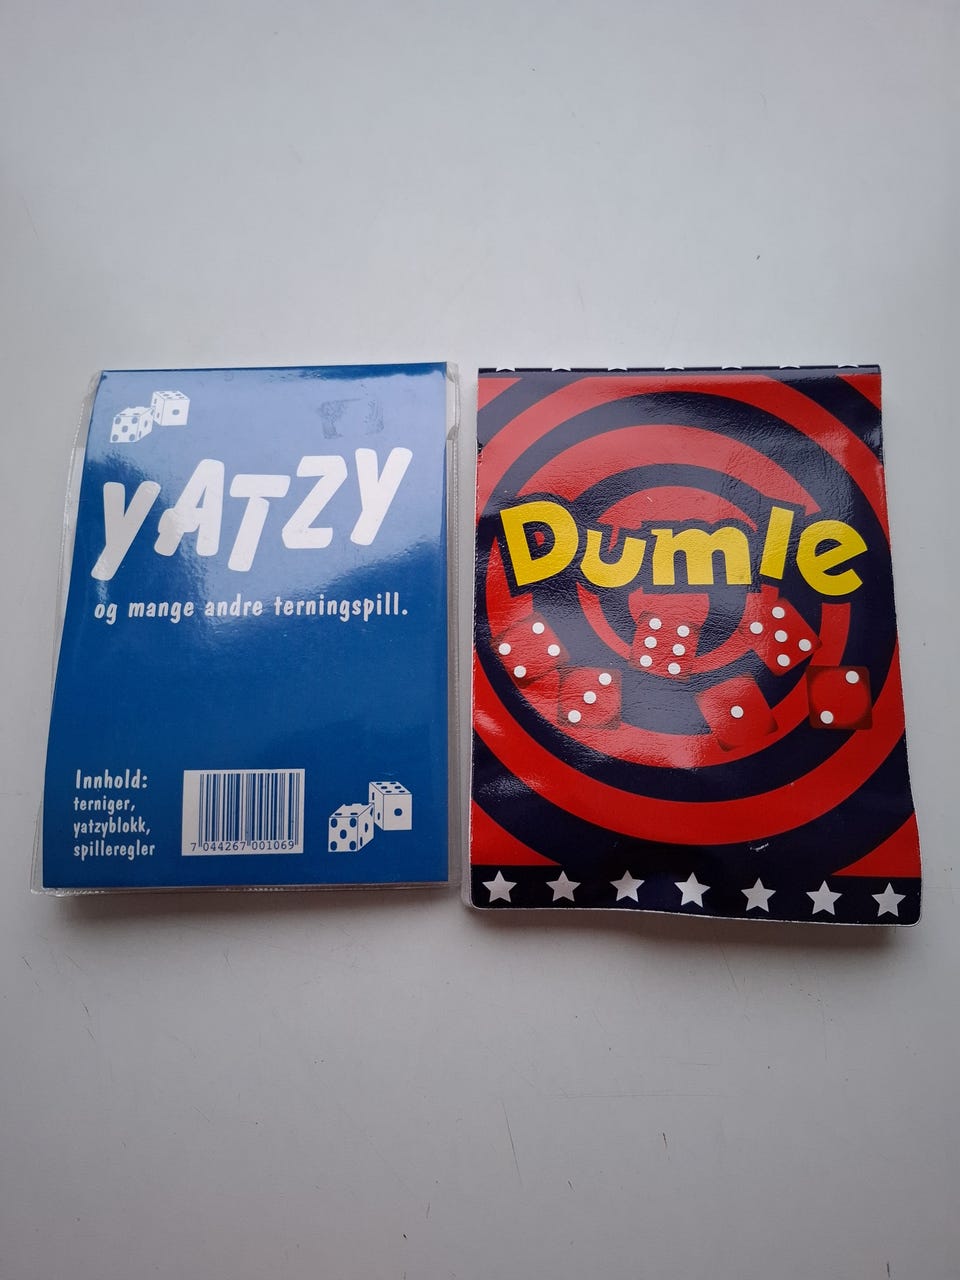 YATZY
og mange andre terningspill.
Innhold:
terniger,
yatzyblokk,
spilleregler
7 044267 001069
Dumle